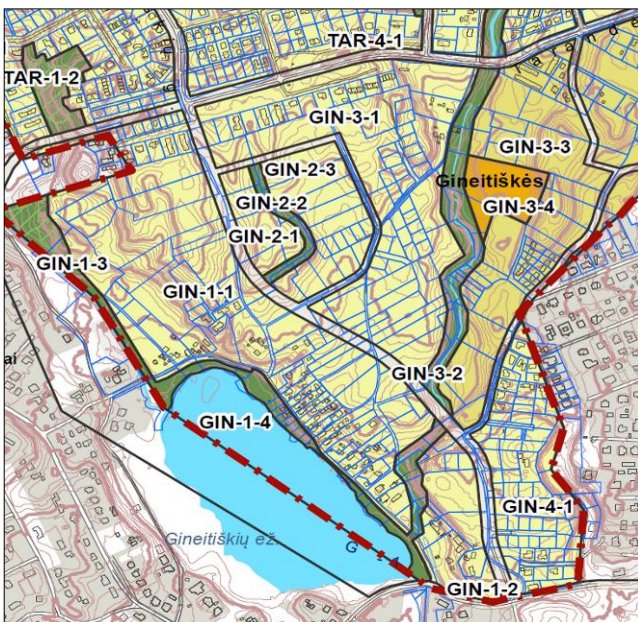 TAR-4-1
TAR-1-2
GIN-3-1
GIN-3-3
GIN-2-3
Gineitiškės
GIN-2-2
GIN-3-4
GIN-2-1
GIN-1-3
GIN-1-1
ai
GIN-3-2
GIN-1-4
GIN-4-1
Gineitiškių ež.
GIN-1-2